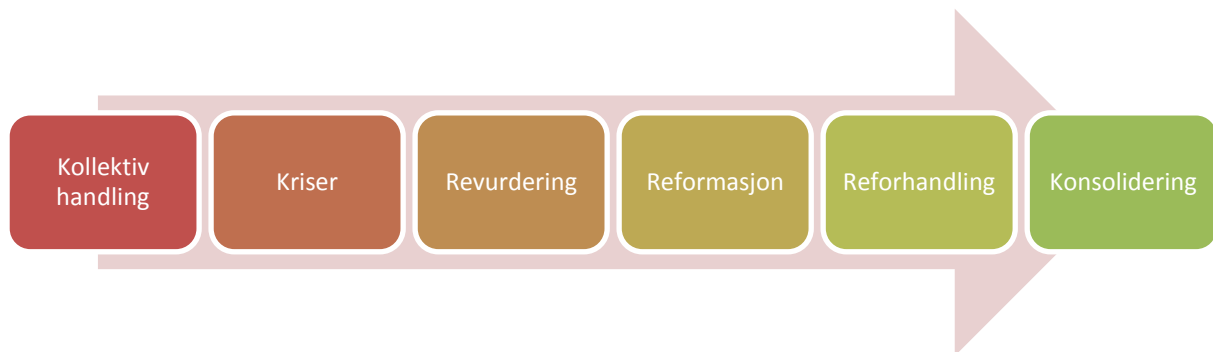 Kollektiv
handling
Kriser
Revurdering
Reformasjon
Reforhandling
Konsolidering